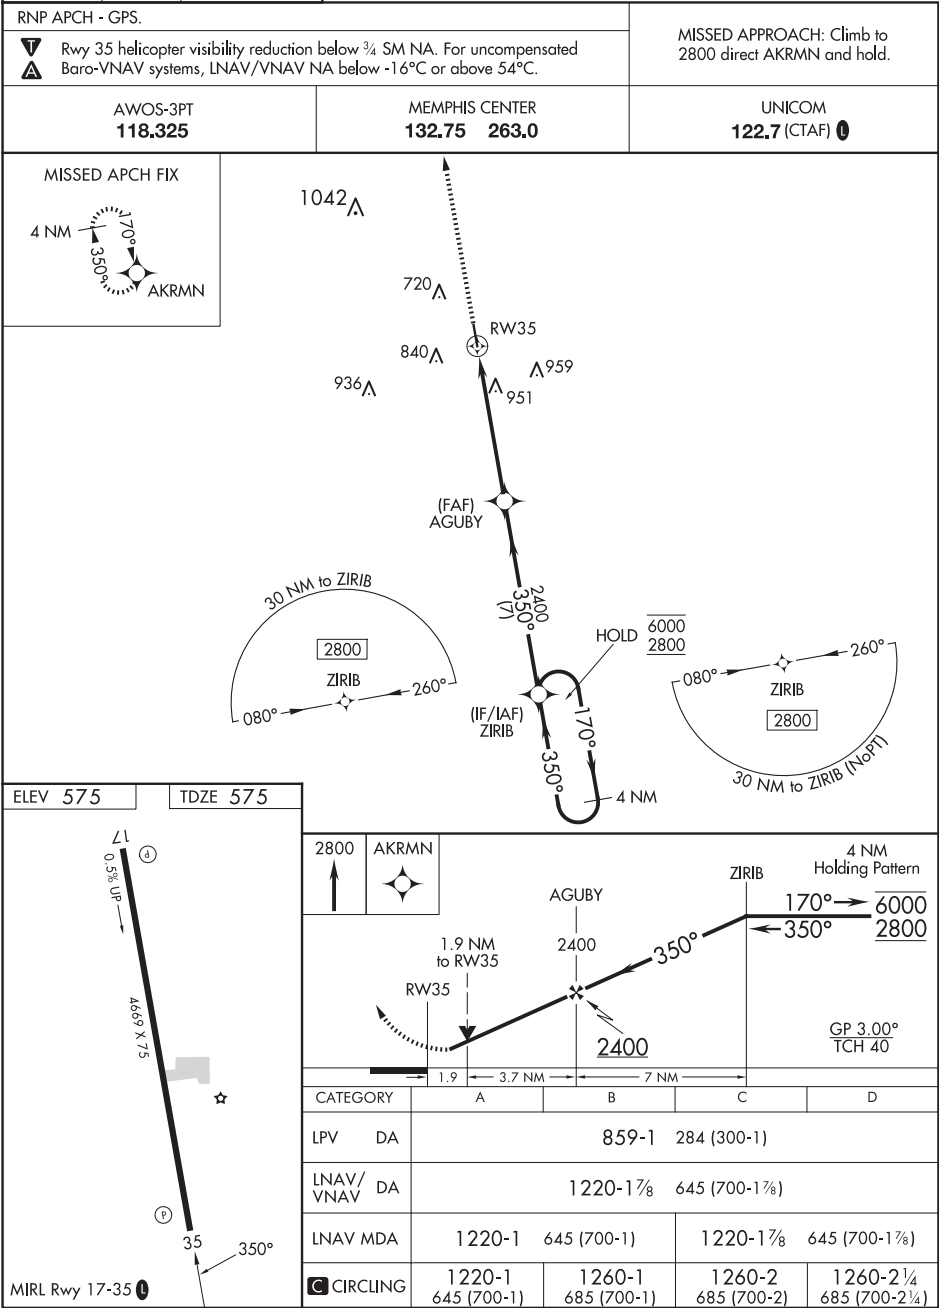 RNP APCH - GPS.
T Rwy 35 helicopter visibility reduction below ¾ SM NA. For uncompensated
A Baro-VNAV systems, LNAV/VNAV NA below -16°C or above 54°C.
MISSED APPROACH: Climb to
2800 direct AKRMN and hold.
AWOS-3PT
118.325
MEMPHIS CENTER
132.75 263.0
UNICOM
122.7 (CTAF) L
MISSED APCH FIX
4 NM
170°
350°
AKRMN
1042
720
RW35
840
959
936
951
(FAF)
AGUBY
2400
350°
(7)
HOLD
6000
2800
(IF/IAF)
ZIRIB
170°
350°
4 NM
30 NM to ZIRIB
2800
ZIRIB
080°
260°
080°
260°
ZIRIB
2800
30 NM to ZIRIB (NoPT)
ELEV 575
TDZE 575
17
P
0.5% UP
4669 X 75
P
35
350°
MIRL Rwy 17-35 L
2800
AKRMN
4 NM
Holding Pattern
ZIRIB
170°
6000
350°
2800
AGUBY
2400
350°
1.9 NM
to RW35
RW35
2400
GP 3.00°
TCH 40
1.9
3.7 NM
7 NM
CATEGORY A B C D
LPV DA 859-1 284 (300-1)
LNAV/
VNAV DA 1220-1⅞ 645 (700-1⅞)
LNAV MDA 1220-1 645 (700-1) 1220-1⅞ 645 (700-1⅞)
C CIRCLING 1220-1 1260-1 1260-2 1260-2¼
645 (700-1) 685 (700-1) 685 (700-2) 685 (700-2¼)